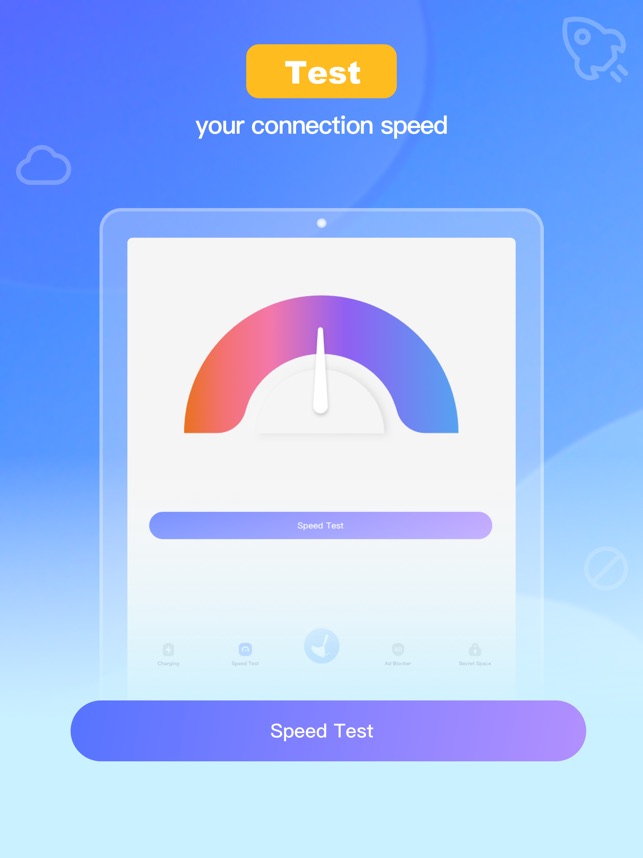 Test
your connection speed
Speed Test
Charging
Speed Test
Ad-Blocker
Secret Space
Speed Test